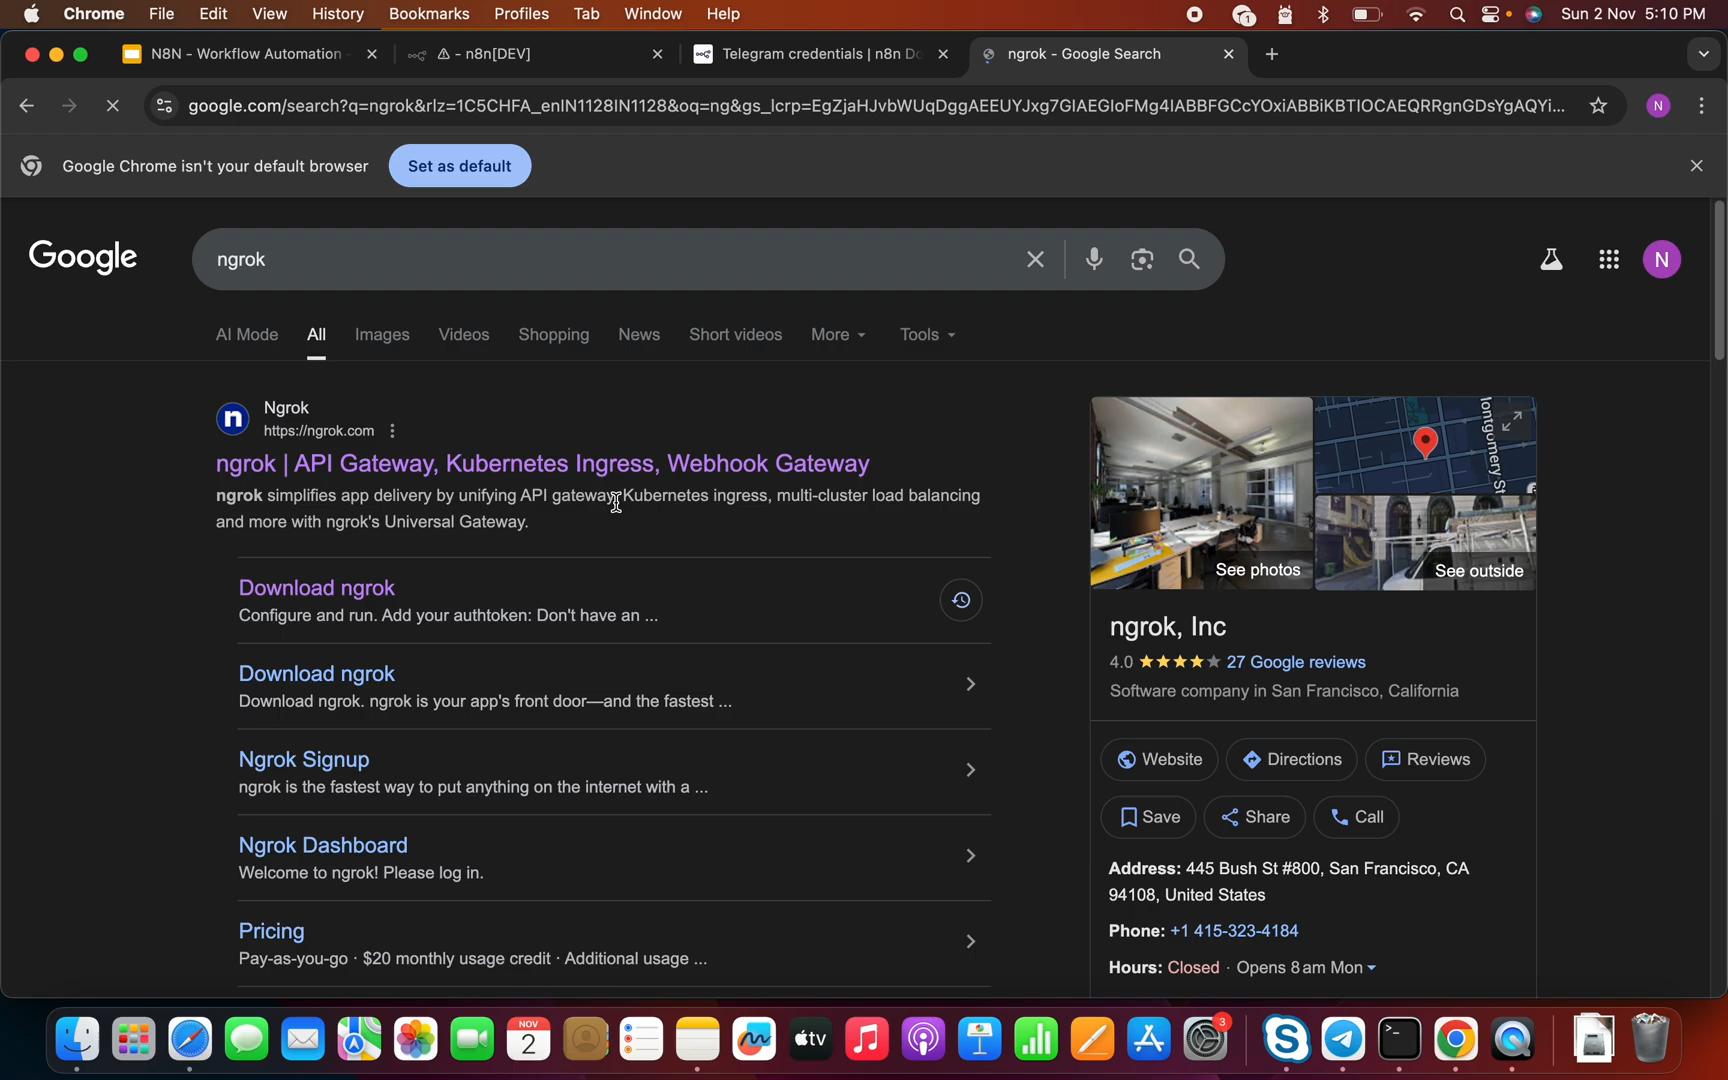 Chrome File Edit View History Bookmarks Profiles Tab Window Help
1
Sun 2 Nov 5:10 PM
N8N - Workflow Automation
⚠ - n8n[DEV]
Telegram credentials | n8n Do
ngrok - Google Search
google.com/search?q=ngrok&rlz=1C5CHFA_enIN1128IN1128&oq=ng&gs_lcrp=EgZjaHJvbWUqDggAEEUYJxg7GIAEGIoFMg4IABBFGCcYOxiABBiKBTIOCAEQRRgnGDsYgAQYi...
N
Google Chrome isn't your default browser
Set as default
Google
ngrok
N
AI Mode All Images Videos Shopping News Short videos More Tools
n
Ngrok
https://ngrok.com
ngrok | API Gateway, Kubernetes Ingress, Webhook Gateway
ngrok simplifies app delivery by unifying API gateway, Kubernetes ingress, multi-cluster load balancing
and more with ngrok's Universal Gateway.
Download ngrok
Configure and run. Add your authtoken: Don't have an ...
Download ngrok
Download ngrok. ngrok is your app's front door—and the fastest ...
Ngrok Signup
ngrok is the fastest way to put anything on the internet with a ...
Ngrok Dashboard
Welcome to ngrok! Please log in.
Pricing
Pay-as-you-go · $20 monthly usage credit · Additional usage ...
See photos
lontgomery St
See outside
ngrok, Inc
4.0 ★★★★★ 27 Google reviews
Software company in San Francisco, California
Website
Directions
Reviews
Save
Share
Call
Address: 445 Bush St #800, San Francisco, CA
94108, United States
Phone: +1 415-323-4184
Hours: Closed · Opens 8 am Mon
NOV
2
tv
3